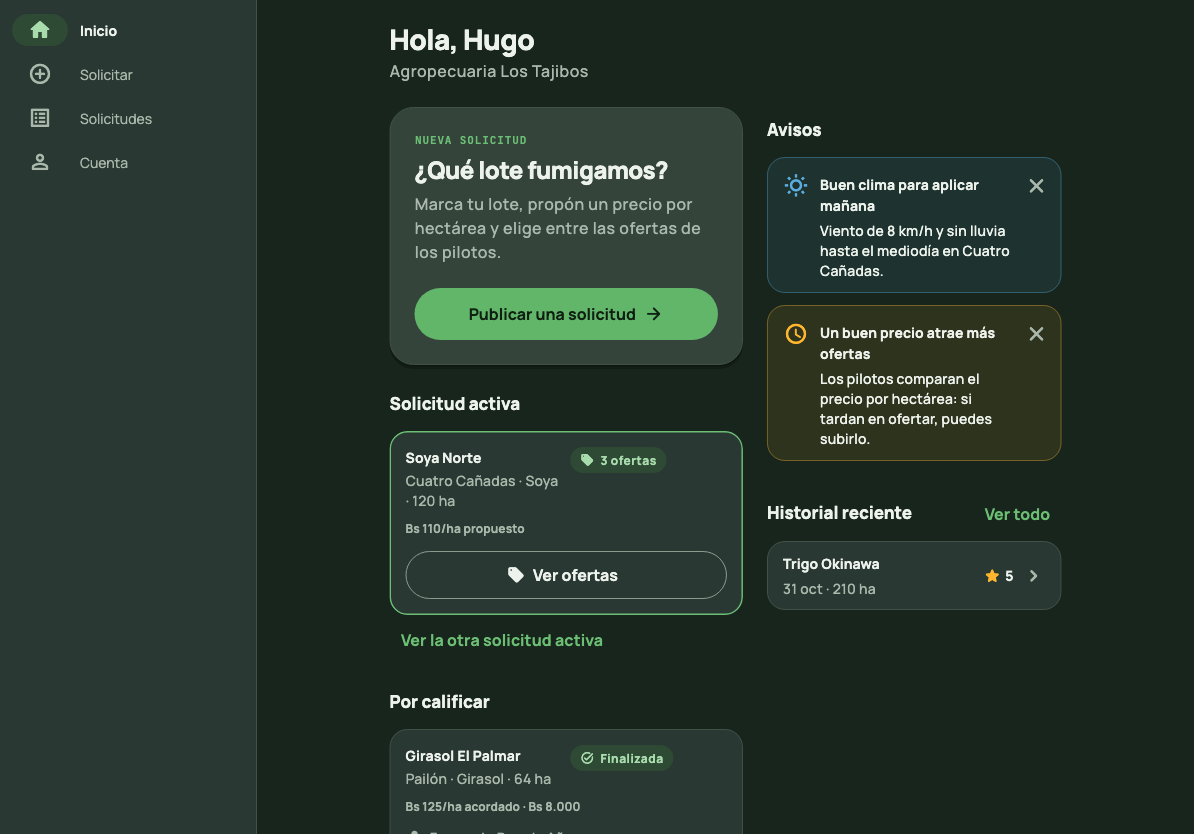 Inicio
Solicitar
Solicitudes
Cuenta
Hola, Hugo
Agropecuaria Los Tajibos
NUEVA SOLICITUD
¿Qué lote fumigamos?
Marca tu lote, propón un precio por
hectárea y elige entre las ofertas de
los pilotos.
Publicar una solicitud
Solicitud activa
Soya Norte
3 ofertas
Cuatro Cañadas · Soya
· 120 ha
Bs 110/ha propuesto
Ver ofertas
Ver la otra solicitud activa
Por calificar
Girasol El Palmar
Finalizada
Pailón · Girasol · 64 ha
Bs 125/ha acordado · Bs 8.000
Avisos
Buen clima para aplicar
mañana
Viento de 8 km/h y sin lluvia
hasta el mediodía en Cuatro
Cañadas.
Un buen precio atrae más
ofertas
Los pilotos comparan el
precio por hectárea: si
tardan en ofertar, puedes
subirlo.
Historial reciente
Ver todo
Trigo Okinawa
31 oct · 210 ha
5